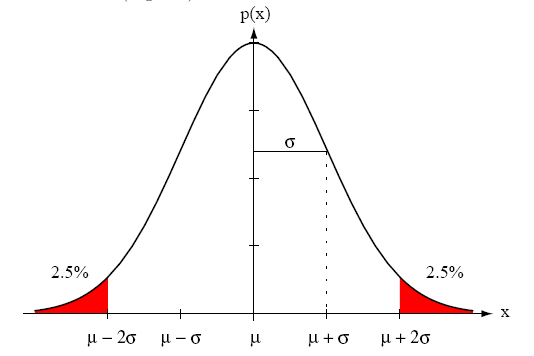 p(x)
σ
2.5%
2.5%
x
μ − 2σ
μ − σ
μ
μ + σ
μ + 2σ